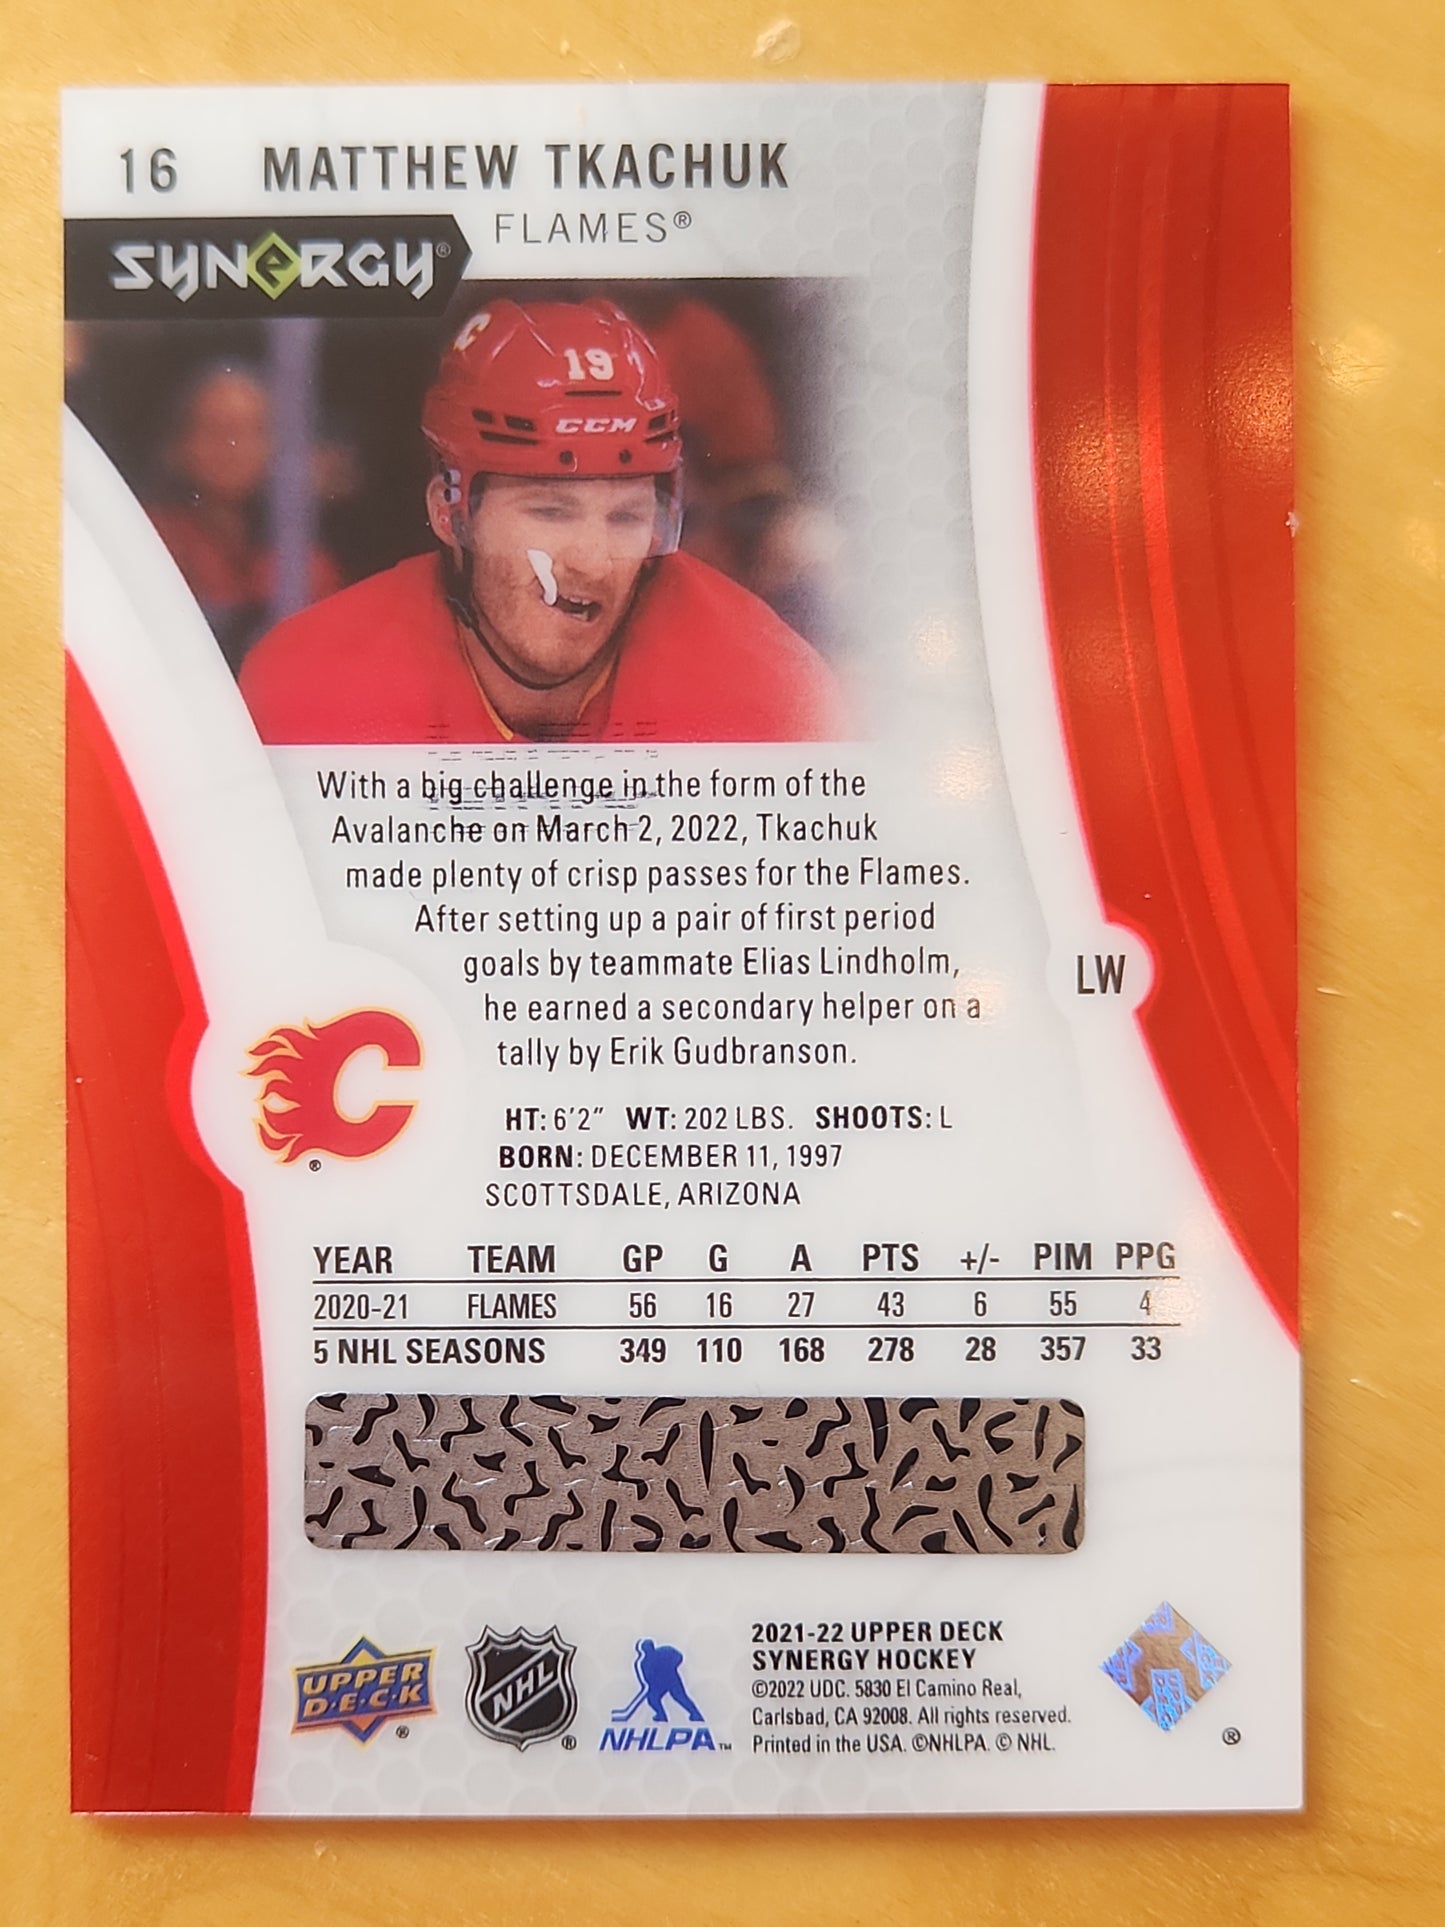 16 MATTHEW TKACHUK
FLAMES®
SYNERGY®
C
19
CCM
With a big challenge in the form of the
Avalanche on March 2, 2022, Tkachuk
made plenty of crisp passes for the Flames.
After setting up a pair of first period
goals by teammate Elias Lindholm,
he earned a secondary helper on a
tally by Erik Gudbranson.
LW
C
®
HT: 6'2" WT: 202 LBS. SHOOTS: L
BORN: DECEMBER 11, 1997
SCOTTSDALE, ARIZONA
YEAR TEAM GP G A PTS +/- PIM PPG
2020-21 FLAMES 56 16 27 43 6 55 4
5 NHL SEASONS 349 110 168 278 28 357 33
UPPER
D·E·C·K
®
NHL
®
NHLPA™
2021-22 UPPER DECK
SYNERGY HOCKEY
©2022 UDC. 5830 El Camino Real,
Carlsbad, CA 92008. All rights reserved.
Printed in the USA. ©NHLPA. © NHL.
®